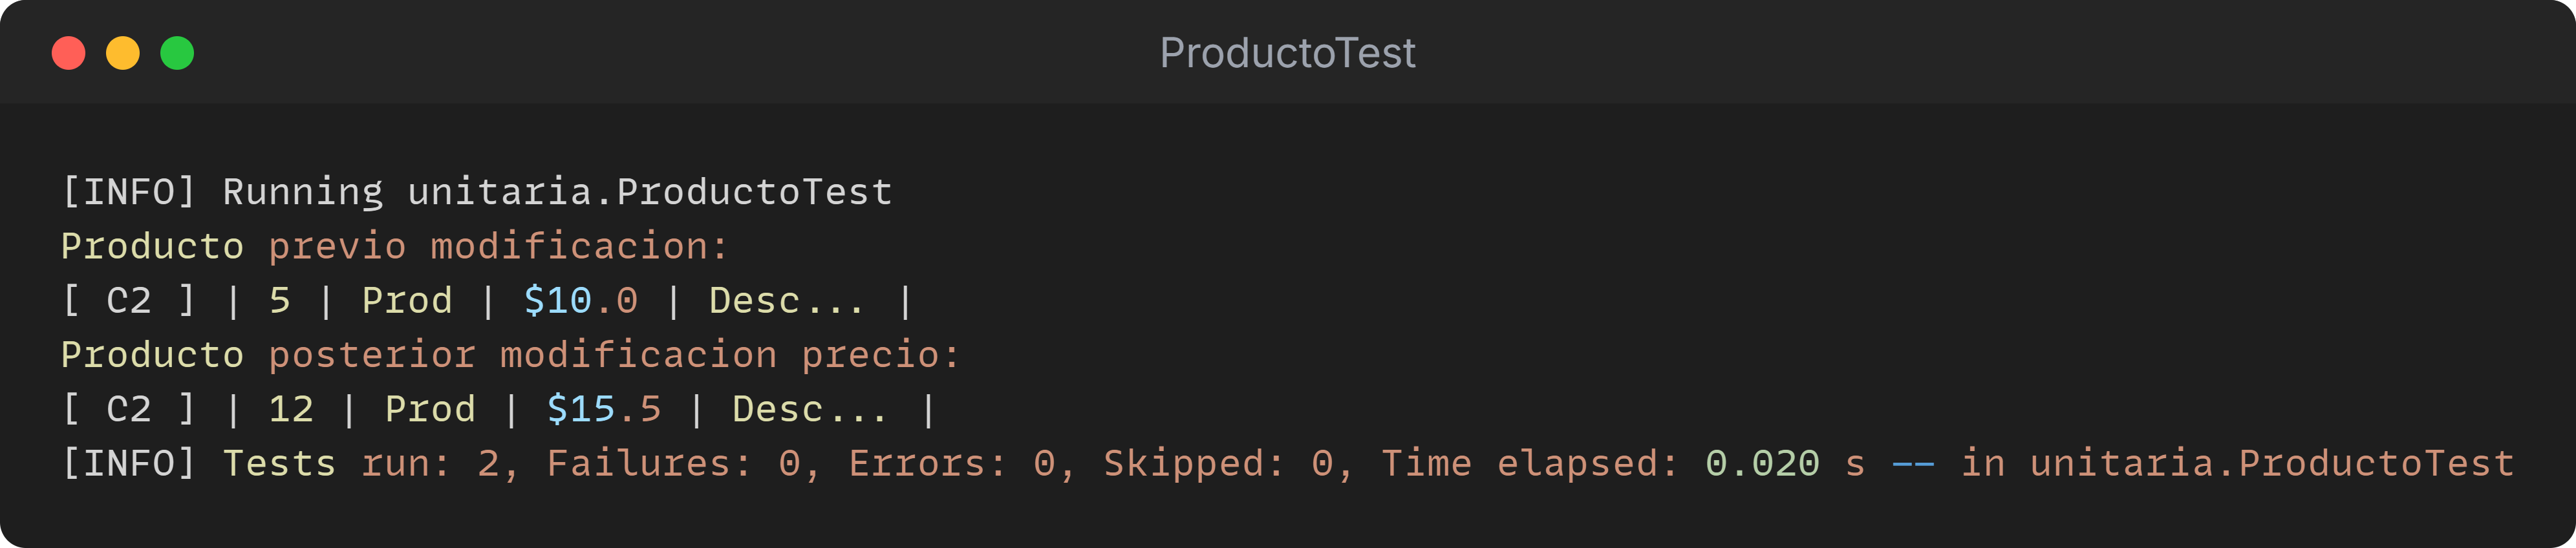 ProductoTest
[INFO] Running unitaria.ProductoTest
Producto previo modificacion:
[ C2 ] | 5 | Prod | $10.0 | Desc... |
Producto posterior modificacion precio:
[ C2 ] | 12 | Prod | $15.5 | Desc... |
[INFO] Tests run: 2, Failures: 0, Errors: 0, Skipped: 0, Time elapsed: 0.020 s -- in unitaria.ProductoTest